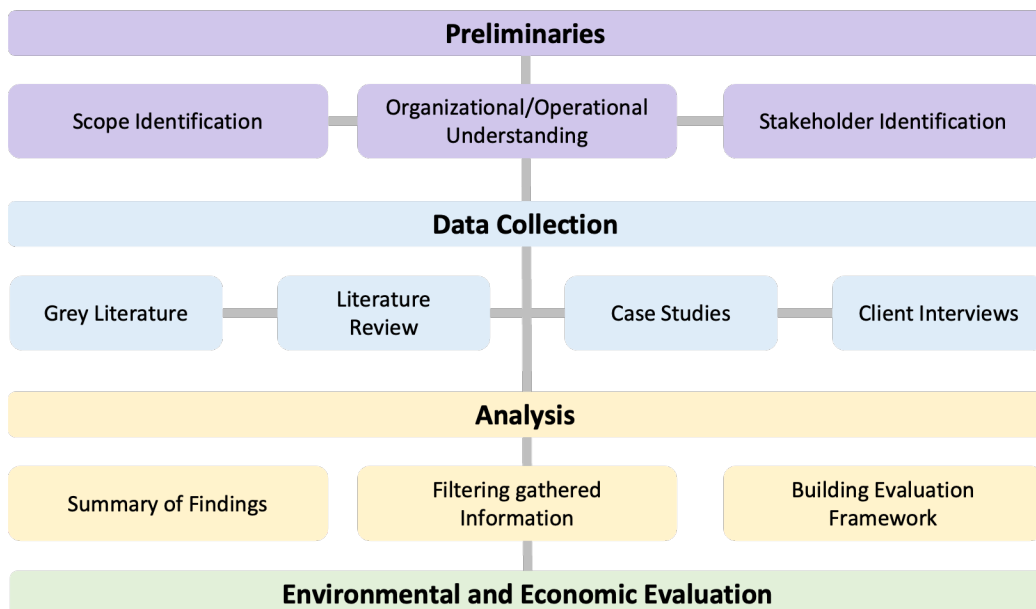 Preliminaries
Scope Identification
Organizational/Operational
Understanding
Stakeholder Identification
Data Collection
Grey Literature
Literature
Review
Case Studies
Client Interviews
Analysis
Summary of Findings
Filtering gathered
Information
Building Evaluation
Framework
Environmental and Economic Evaluation